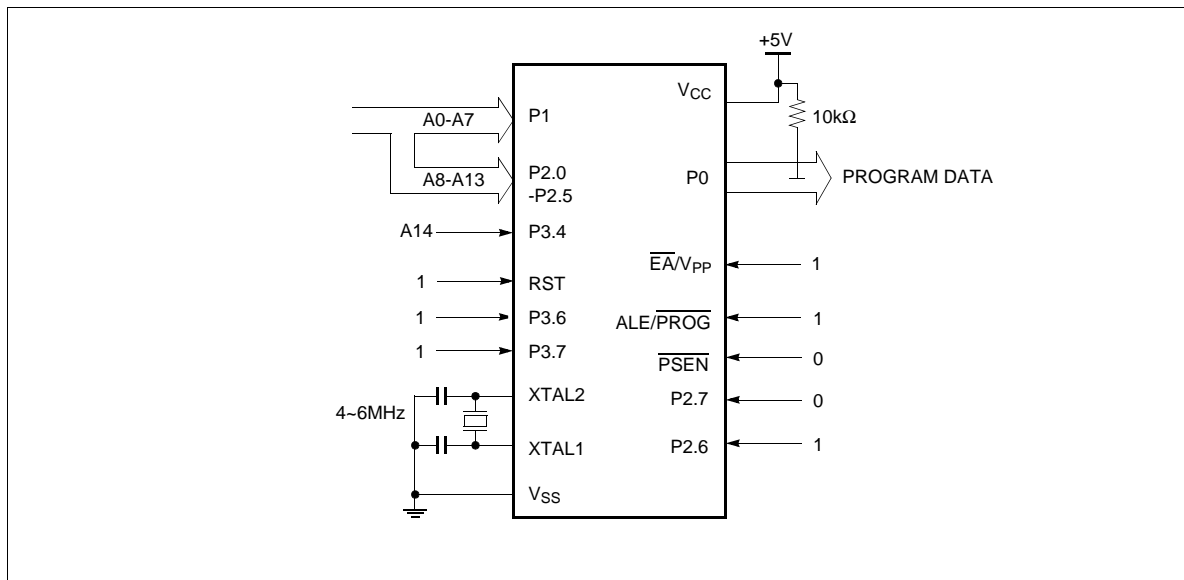 +5V
VCC
10kΩ
A0-A7
P1
A8-A13
P2.0
-P2.5
P0
PROGRAM DATA
A14
P3.4
EA/VPP
1
1
RST
1
P3.6
ALE/PROG
1
1
P3.7
PSEN
0
4~6MHz
XTAL2
P2.7
0
XTAL1
P2.6
1
VSS